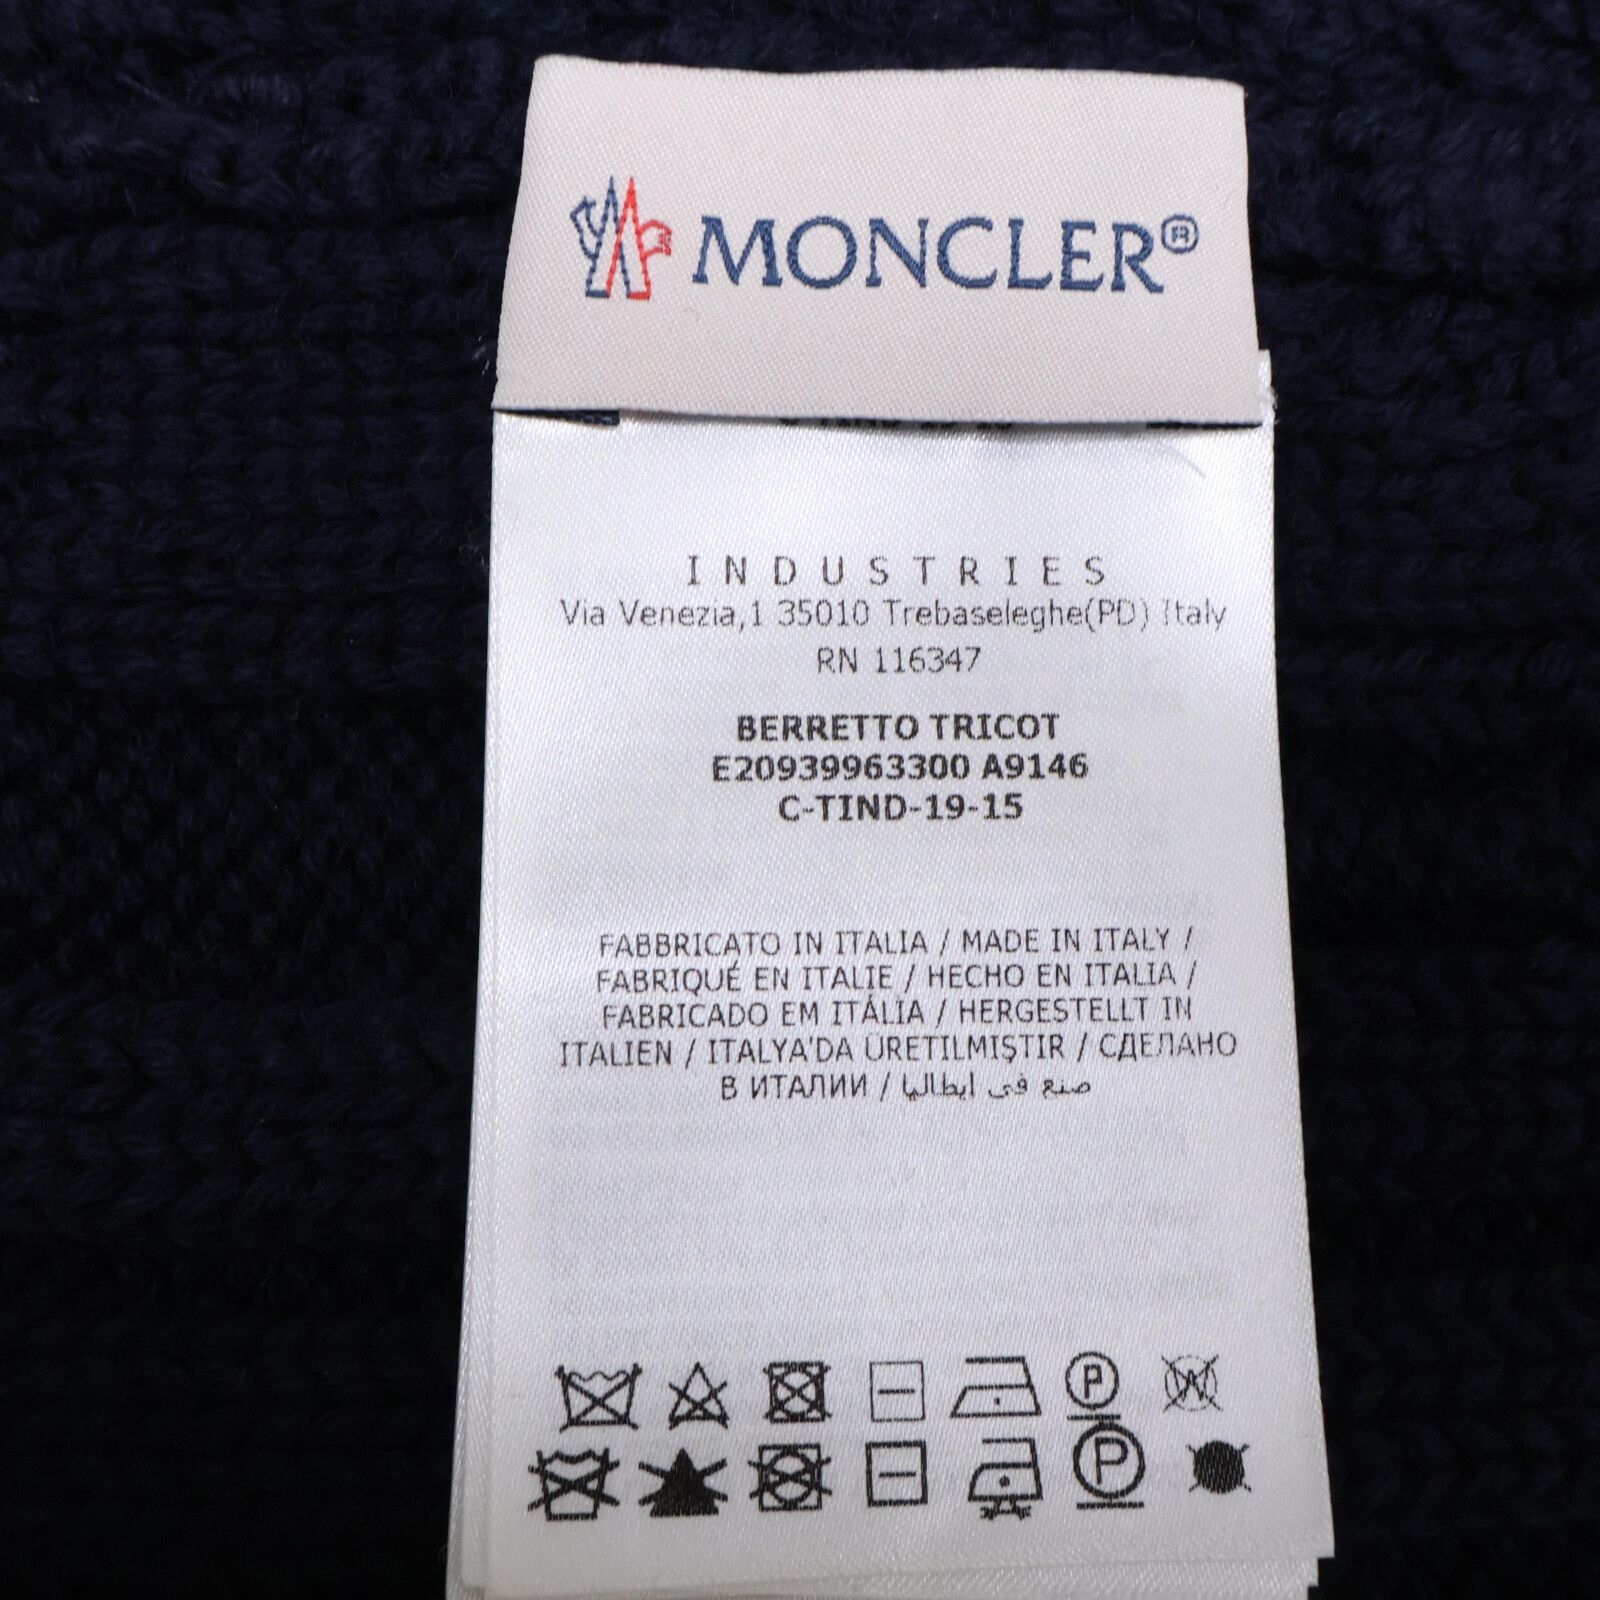 MONCLER®
INDUSTRIES
Via Venezia,1 35010 Trebaseleghe(PD) Italy
RN 116347
BERRETTO TRICOT
E20939963300 A9146
C-TIND-19-15
FABBRICATO IN ITALIA / MADE IN ITALY /
FABRIQUÉ EN ITALIE / HECHO EN ITALIA /
FABRICADO EM ITÁLIA / HERGESTELLT IN
ITALIEN / ITALYA'DA ÜRETILMIŞTIR / СДЕЛАНО
В ИТАЛИИ / صنع في ايطاليا
P W
P